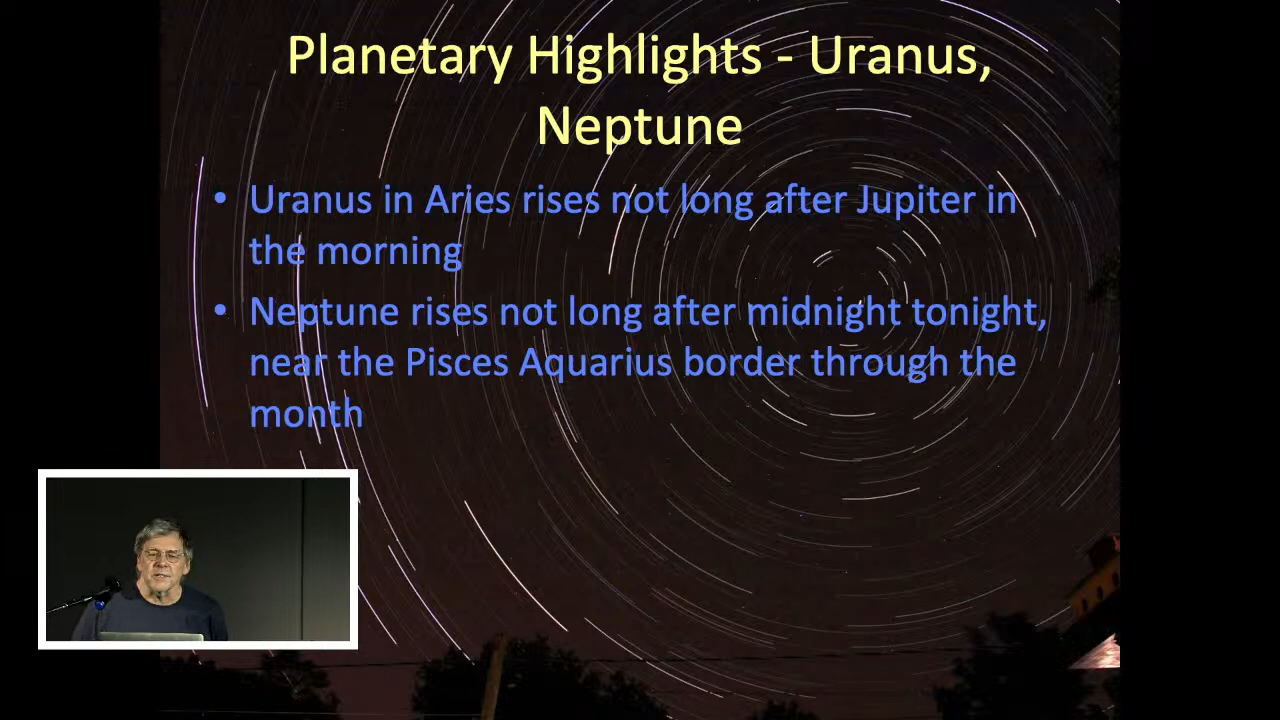 Planetary Highlights - Uranus,
Neptune
• Uranus in Aries rises not long after Jupiter in
the morning
• Neptune rises not long after midnight tonight,
near the Pisces Aquarius border through the
month